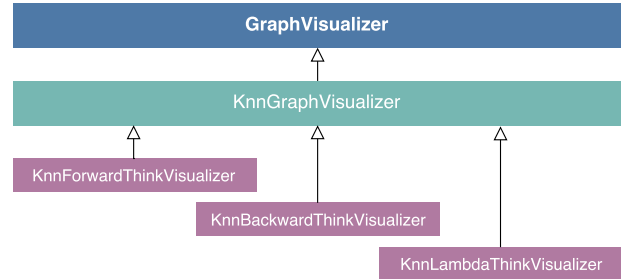 GraphVisualizer
KnnGraphVisualizer
KnnForwardThinkVisualizer
KnnBackwardThinkVisualizer
KnnLambdaThinkVisualizer